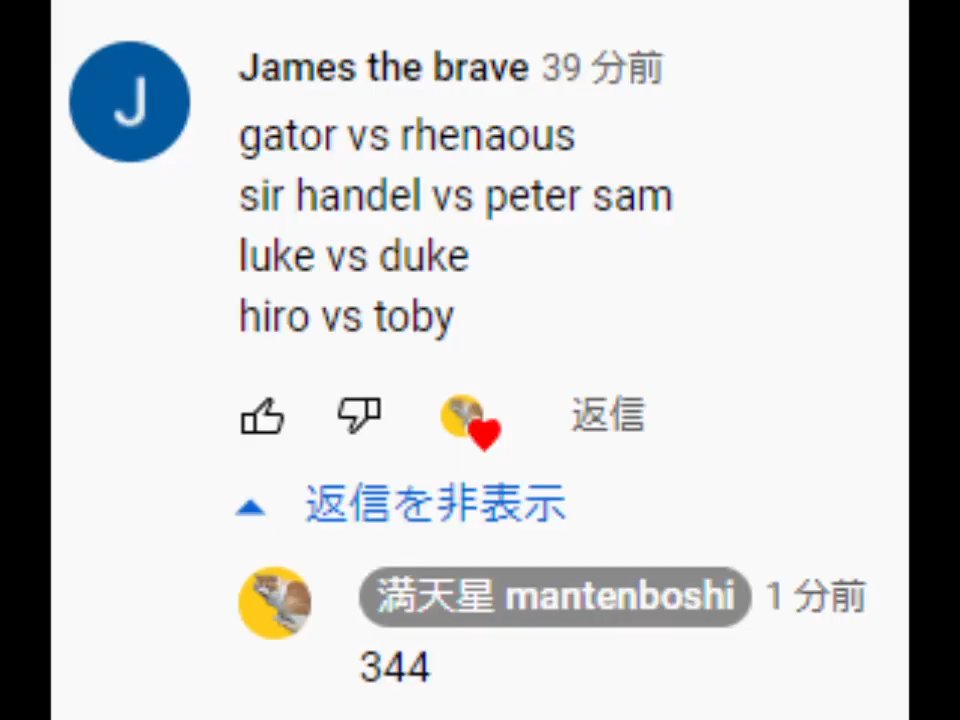 J
James the brave 39 分前
gator vs rhenaous
sir handel vs peter sam
luke vs duke
hiro vs toby
返信
返信を非表示
満天星 mantenboshi 1 分前
344